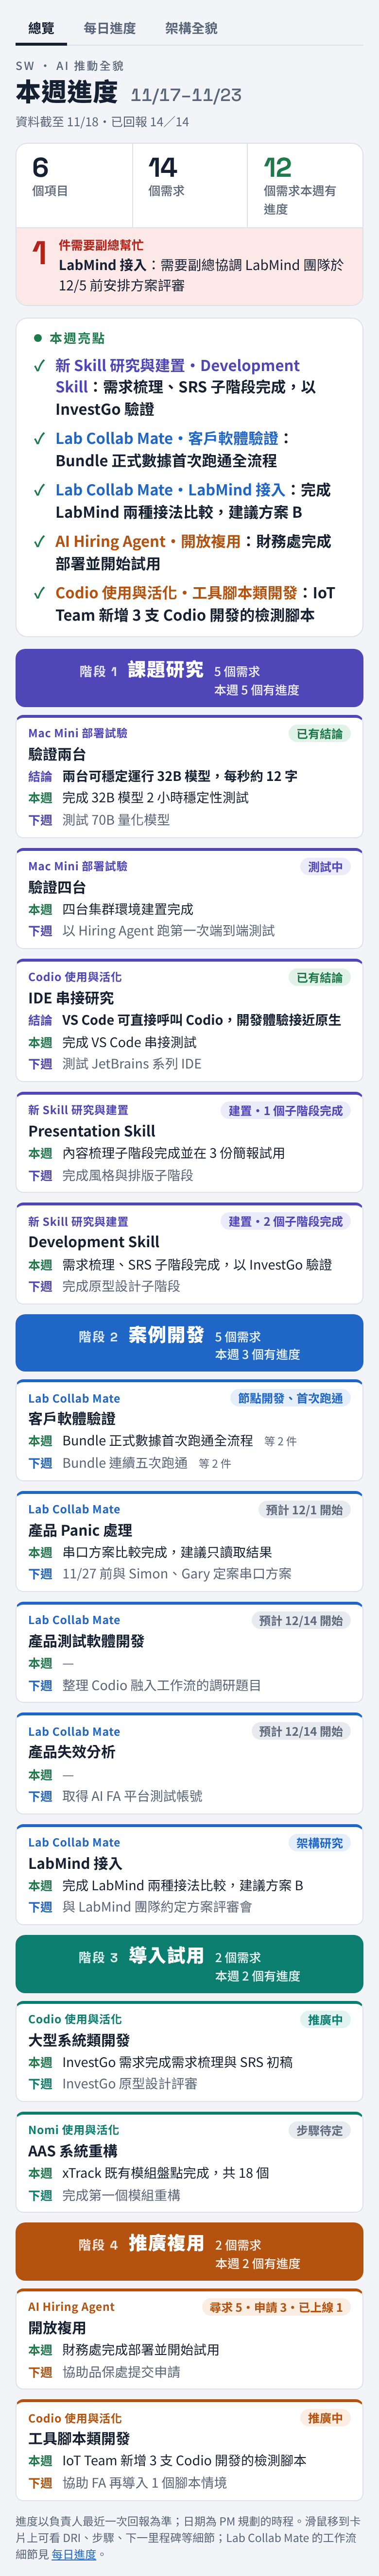 總覽 每日進度 架構全貌
SW · AI 推動全貌
本週進度 11/17–11/23
資料截至 11/18・已回報 14／14
6 14 12
個項目 個需求 個需求本週有
進度
1 件需要副總幫忙
LabMind 接入：需要副總協調 LabMind 團隊於
12/5 前安排方案評審
本週亮點
✓ 新 Skill 研究與建置・Development
Skill：需求梳理、SRS 子階段完成，以
InvestGo 驗證
✓ Lab Collab Mate・客戶軟體驗證：
Bundle 正式數據首次跑通全流程
✓ Lab Collab Mate・LabMind 接入：完成
LabMind 兩種接法比較，建議方案 B
✓ AI Hiring Agent・開放複用：財務處完成
部署並開始試用
✓ Codio 使用與活化・工具腳本類開發：IoT
Team 新增 3 支 Codio 開發的檢測腳本
階段 1 課題研究 5 個需求
本週 5 個有進度
Mac Mini 部署試驗 已有結論
驗證兩台
結論 兩台可穩定運行 32B 模型，每秒約 12 字
本週 完成 32B 模型 2 小時穩定性測試
下週 測試 70B 量化模型
Mac Mini 部署試驗 測試中
驗證四台
本週 四台集群環境建置完成
下週 以 Hiring Agent 跑第一次端到端測試
Codio 使用與活化 已有結論
IDE 串接研究
結論 VS Code 可直接呼叫 Codio，開發體驗接近原生
本週 完成 VS Code 串接測試
下週 測試 JetBrains 系列 IDE
新 Skill 研究與建置 建置・1 個子階段完成
Presentation Skill
本週 內容梳理子階段完成並在 3 份簡報試用
下週 完成風格與排版子階段
新 Skill 研究與建置 建置・2 個子階段完成
Development Skill
本週 需求梳理、SRS 子階段完成，以 InvestGo 驗證
下週 完成原型設計子階段
階段 2 案例開發 5 個需求
本週 3 個有進度
Lab Collab Mate 節點開發、首次跑通
客戶軟體驗證
本週 Bundle 正式數據首次跑通全流程 等 2 件
下週 Bundle 連續五次跑通 等 2 件
Lab Collab Mate 預計 12/1 開始
產品 Panic 處理
本週 串口方案比較完成，建議只讀取結果
下週 11/27 前與 Simon、Gary 定案串口方案
Lab Collab Mate 預計 12/14 開始
產品測試軟體開發
本週 —
下週 整理 Codio 融入工作流的調研題目
Lab Collab Mate 預計 12/14 開始
產品失效分析
本週 —
下週 取得 AI FA 平台測試帳號
Lab Collab Mate 架構研究
LabMind 接入
本週 完成 LabMind 兩種接法比較，建議方案 B
下週 與 LabMind 團隊約定方案評審會
階段 3 導入試用 2 個需求
本週 2 個有進度
Codio 使用與活化 推廣中
大型系統類開發
本週 InvestGo 需求完成需求梳理與 SRS 初稿
下週 InvestGo 原型設計評審
Nomi 使用與活化 步驟待定
AAS 系統重構
本週 xTrack 既有模組盤點完成，共 18 個
下週 完成第一個模組重構
階段 4 推廣複用 2 個需求
本週 2 個有進度
AI Hiring Agent 尋求 5・申請 3・已上線 1
開放複用
本週 財務處完成部署並開始試用
下週 協助品保處提交申請
Codio 使用與活化 推廣中
工具腳本類開發
本週 IoT Team 新增 3 支 Codio 開發的檢測腳本
下週 協助 FA 再導入 1 個腳本情境
進度以負責人最近一次回報為準；日期為 PM 規劃的時程。滑鼠移到卡
片上可看 DRI、步驟、下一里程碑等細節；Lab Collab Mate 的工作流
細節見 每日進度。